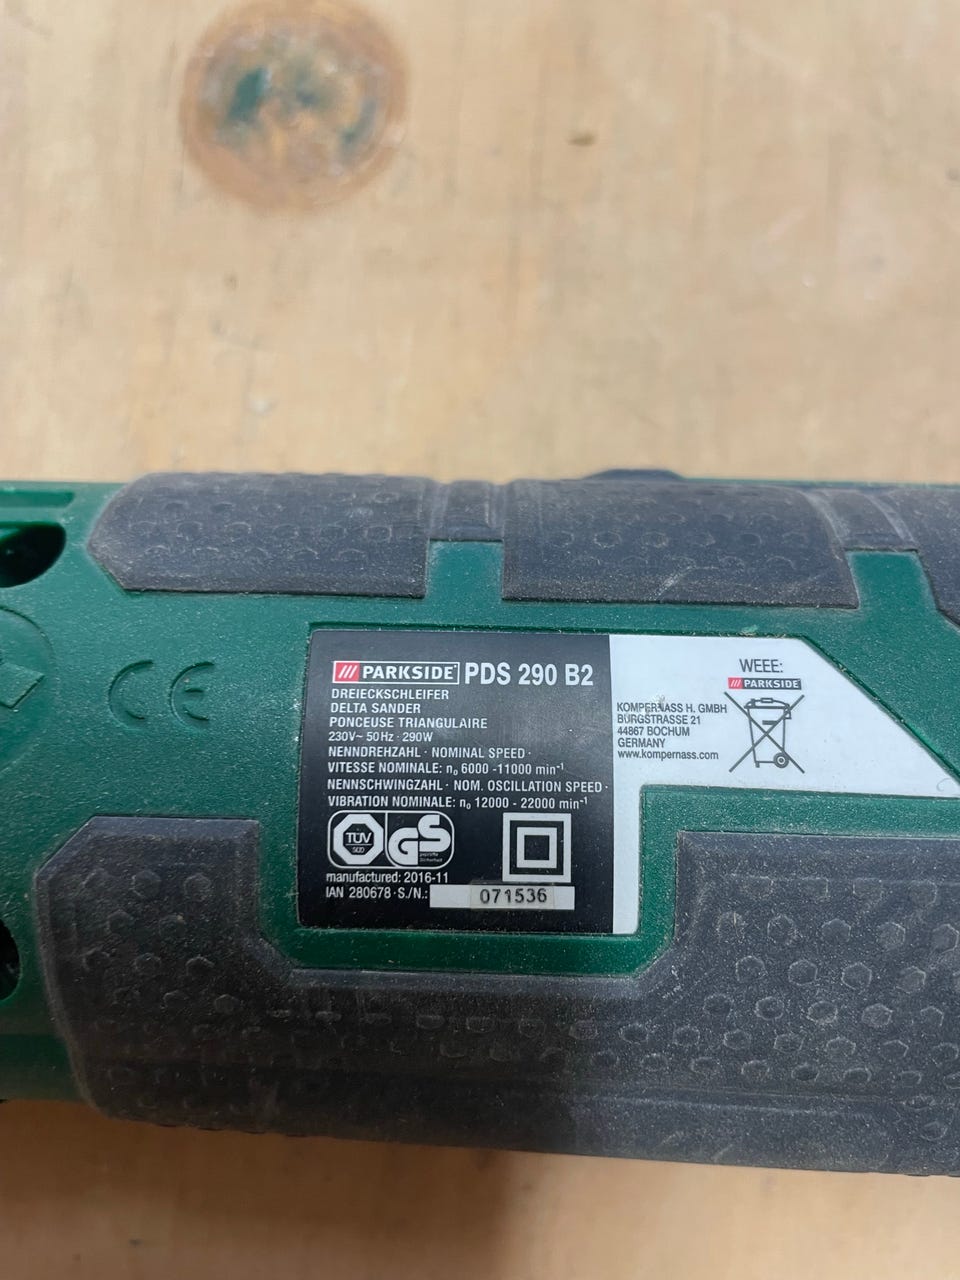 PARKSIDE PDS 290 B2
DREIECKSCHLEIFER
DELTA SANDER
PONCEUSE TRIANGULAIRE
230V~ 50Hz · 290W
NENNDREHZAHL · NOMINAL SPEED ·
VITESSE NOMINALE: n₀ 6000 -11000 min⁻¹
NENNSCHWINGZAHL · NOM. OSCILLATION SPEED ·
VIBRATION NOMINALE: n₀ 12000 - 22000 min⁻¹
TÜV
SÜD
GS
geprüfte
Sicherheit
manufactured: 2016-11
IAN 280678 · S./N.: 071536
WEEE:
PARKSIDE
KOMPERNASS H. GMBH
BURGSTRASSE 21
44867 BOCHUM
GERMANY
www.kompernass.com
CE